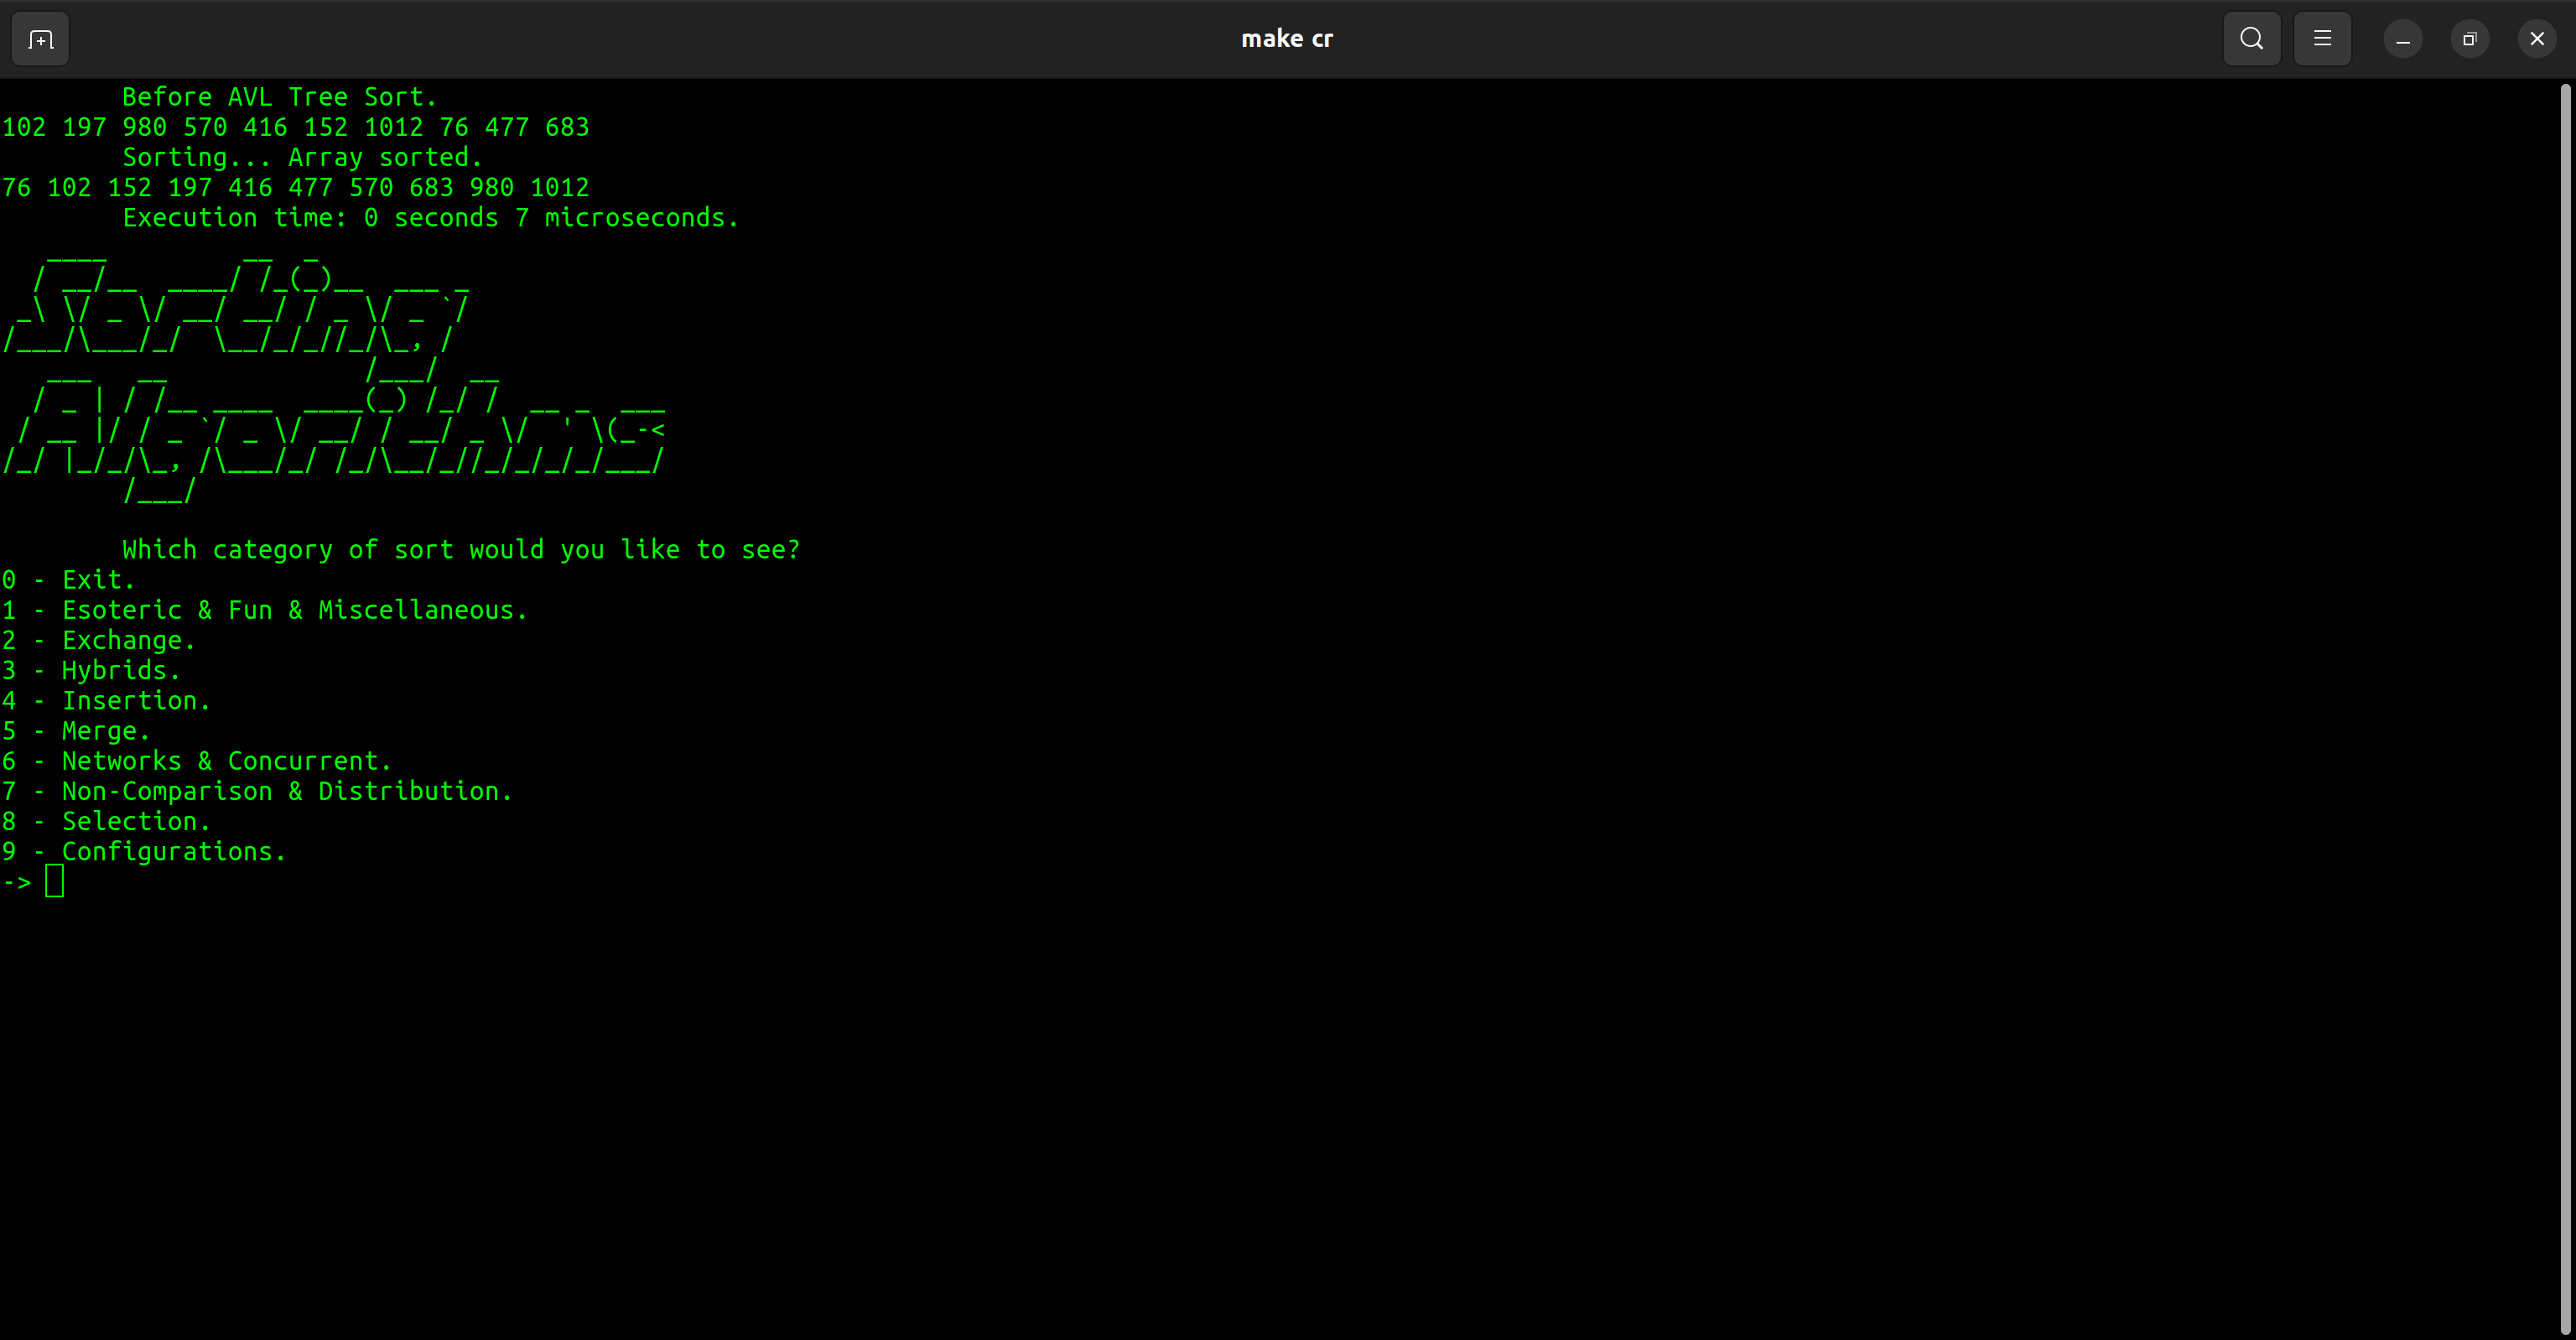 make cr
Before AVL Tree Sort.
102 197 980 570 416 152 1012 76 477 683
Sorting... Array sorted.
76 102 152 197 416 477 570 683 980 1012
Execution time: 0 seconds 7 microseconds.
Sorting
Algorithms
Which category of sort would you like to see?
0 - Exit.
1 - Esoteric & Fun & Miscellaneous.
2 - Exchange.
3 - Hybrids.
4 - Insertion.
5 - Merge.
6 - Networks & Concurrent.
7 - Non-Comparison & Distribution.
8 - Selection.
9 - Configurations.
->